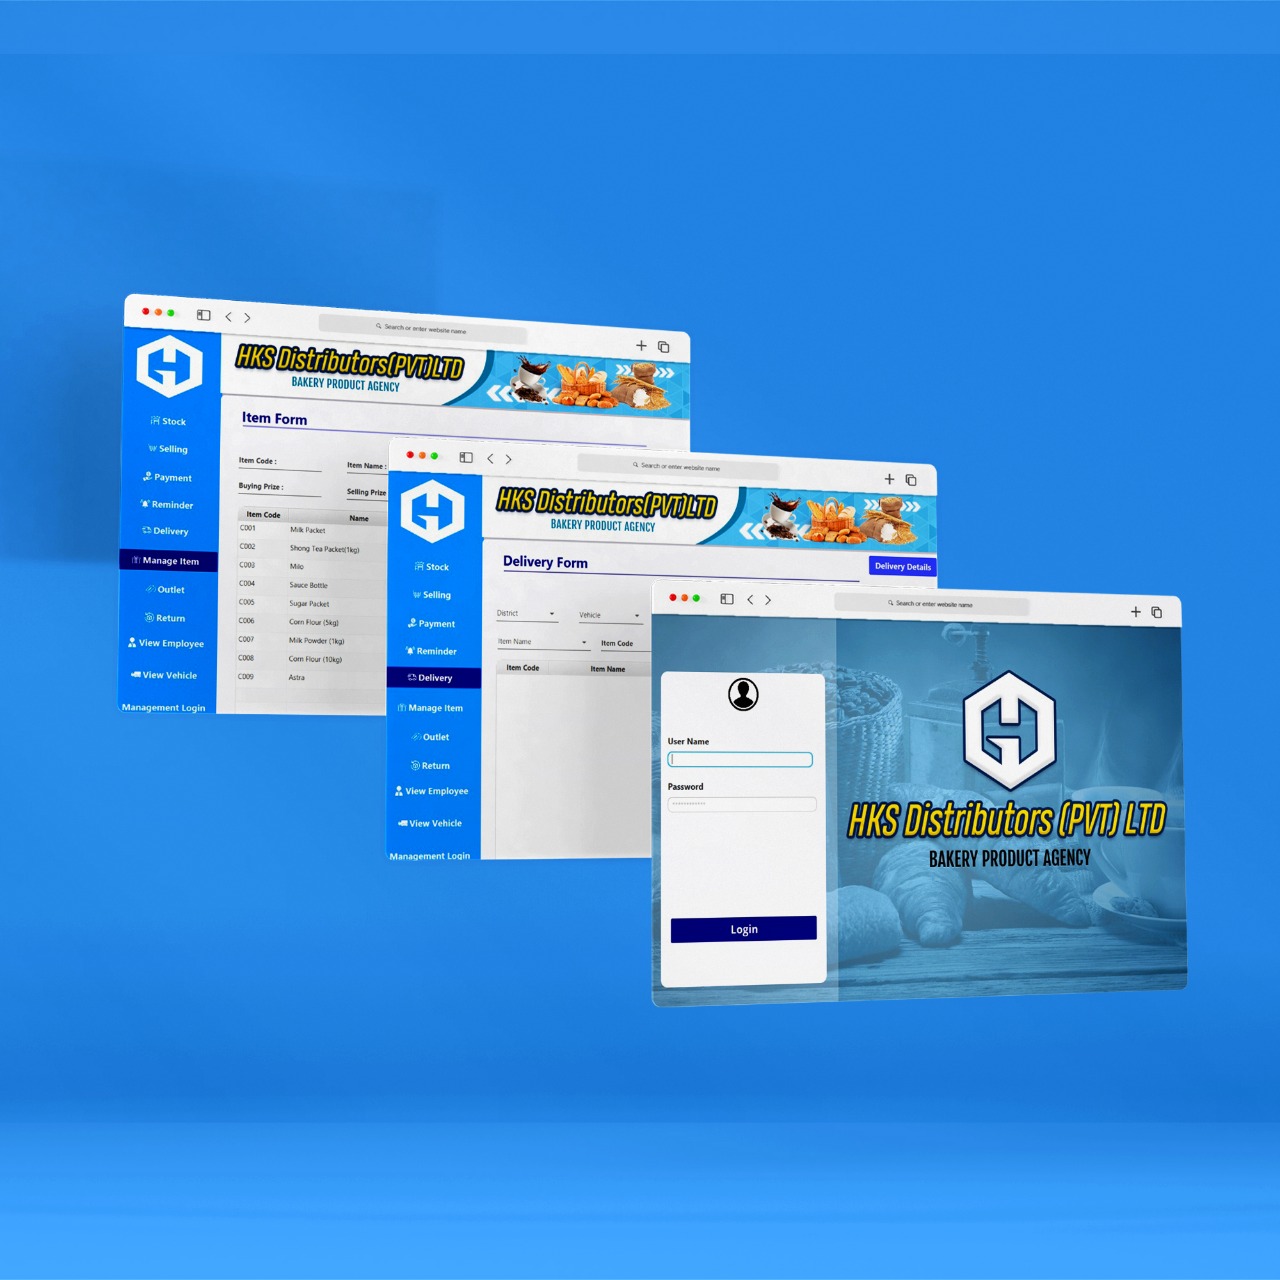 Search or enter website name
HKS Distributors(PVT)LTD
BAKERY PRODUCT AGENCY
Stock
Selling
Payment
Reminder
Delivery
Manage Item
Outlet
Return
View Employee
View Vehicle
Management Login
Item Form
Item Code :
Item Name :
Buying Prize :
Selling Prize
Item Code Name
C001 Milk Packet
C002 Shong Tea Packet(1kg)
C003 Milo
C004 Sauce Bottle
C005 Sugar Packet
C006 Corn Flour (5kg)
C007 Milk Powder (1kg)
C008 Corn Flour (10kg)
C009 Astra
Search or enter website name
HKS Distributors(PVT)LTD
BAKERY PRODUCT AGENCY
Stock
Selling
Payment
Reminder
Delivery
Manage Item
Outlet
Return
View Employee
View Vehicle
Management Login
Delivery Form
Delivery Details
District
Vehicle
Item Name
Item Code
Item Code Item Name
Search or enter website name
User Name
Password
Login
HKS Distributors (PVT) LTD
BAKERY PRODUCT AGENCY